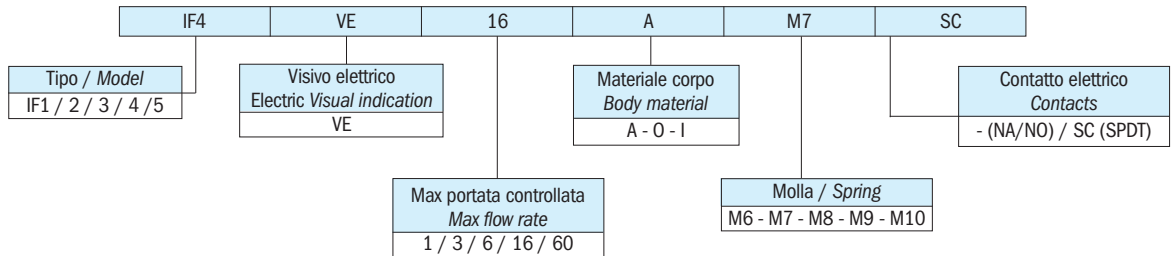 IF4 VE 16 A M7 SC
Tipo / Model
IF1 / 2 / 3 / 4 /5
Visivo elettrico
Electric Visual indication
VE
Materiale corpo
Body material
A - O - I
Contatto elettrico
Contacts
- (NA/NO) / SC (SPDT)
Max portata controllata
Max flow rate
1 / 3 / 6 / 16 / 60
Molla / Spring
M6 - M7 - M8 - M9 - M10